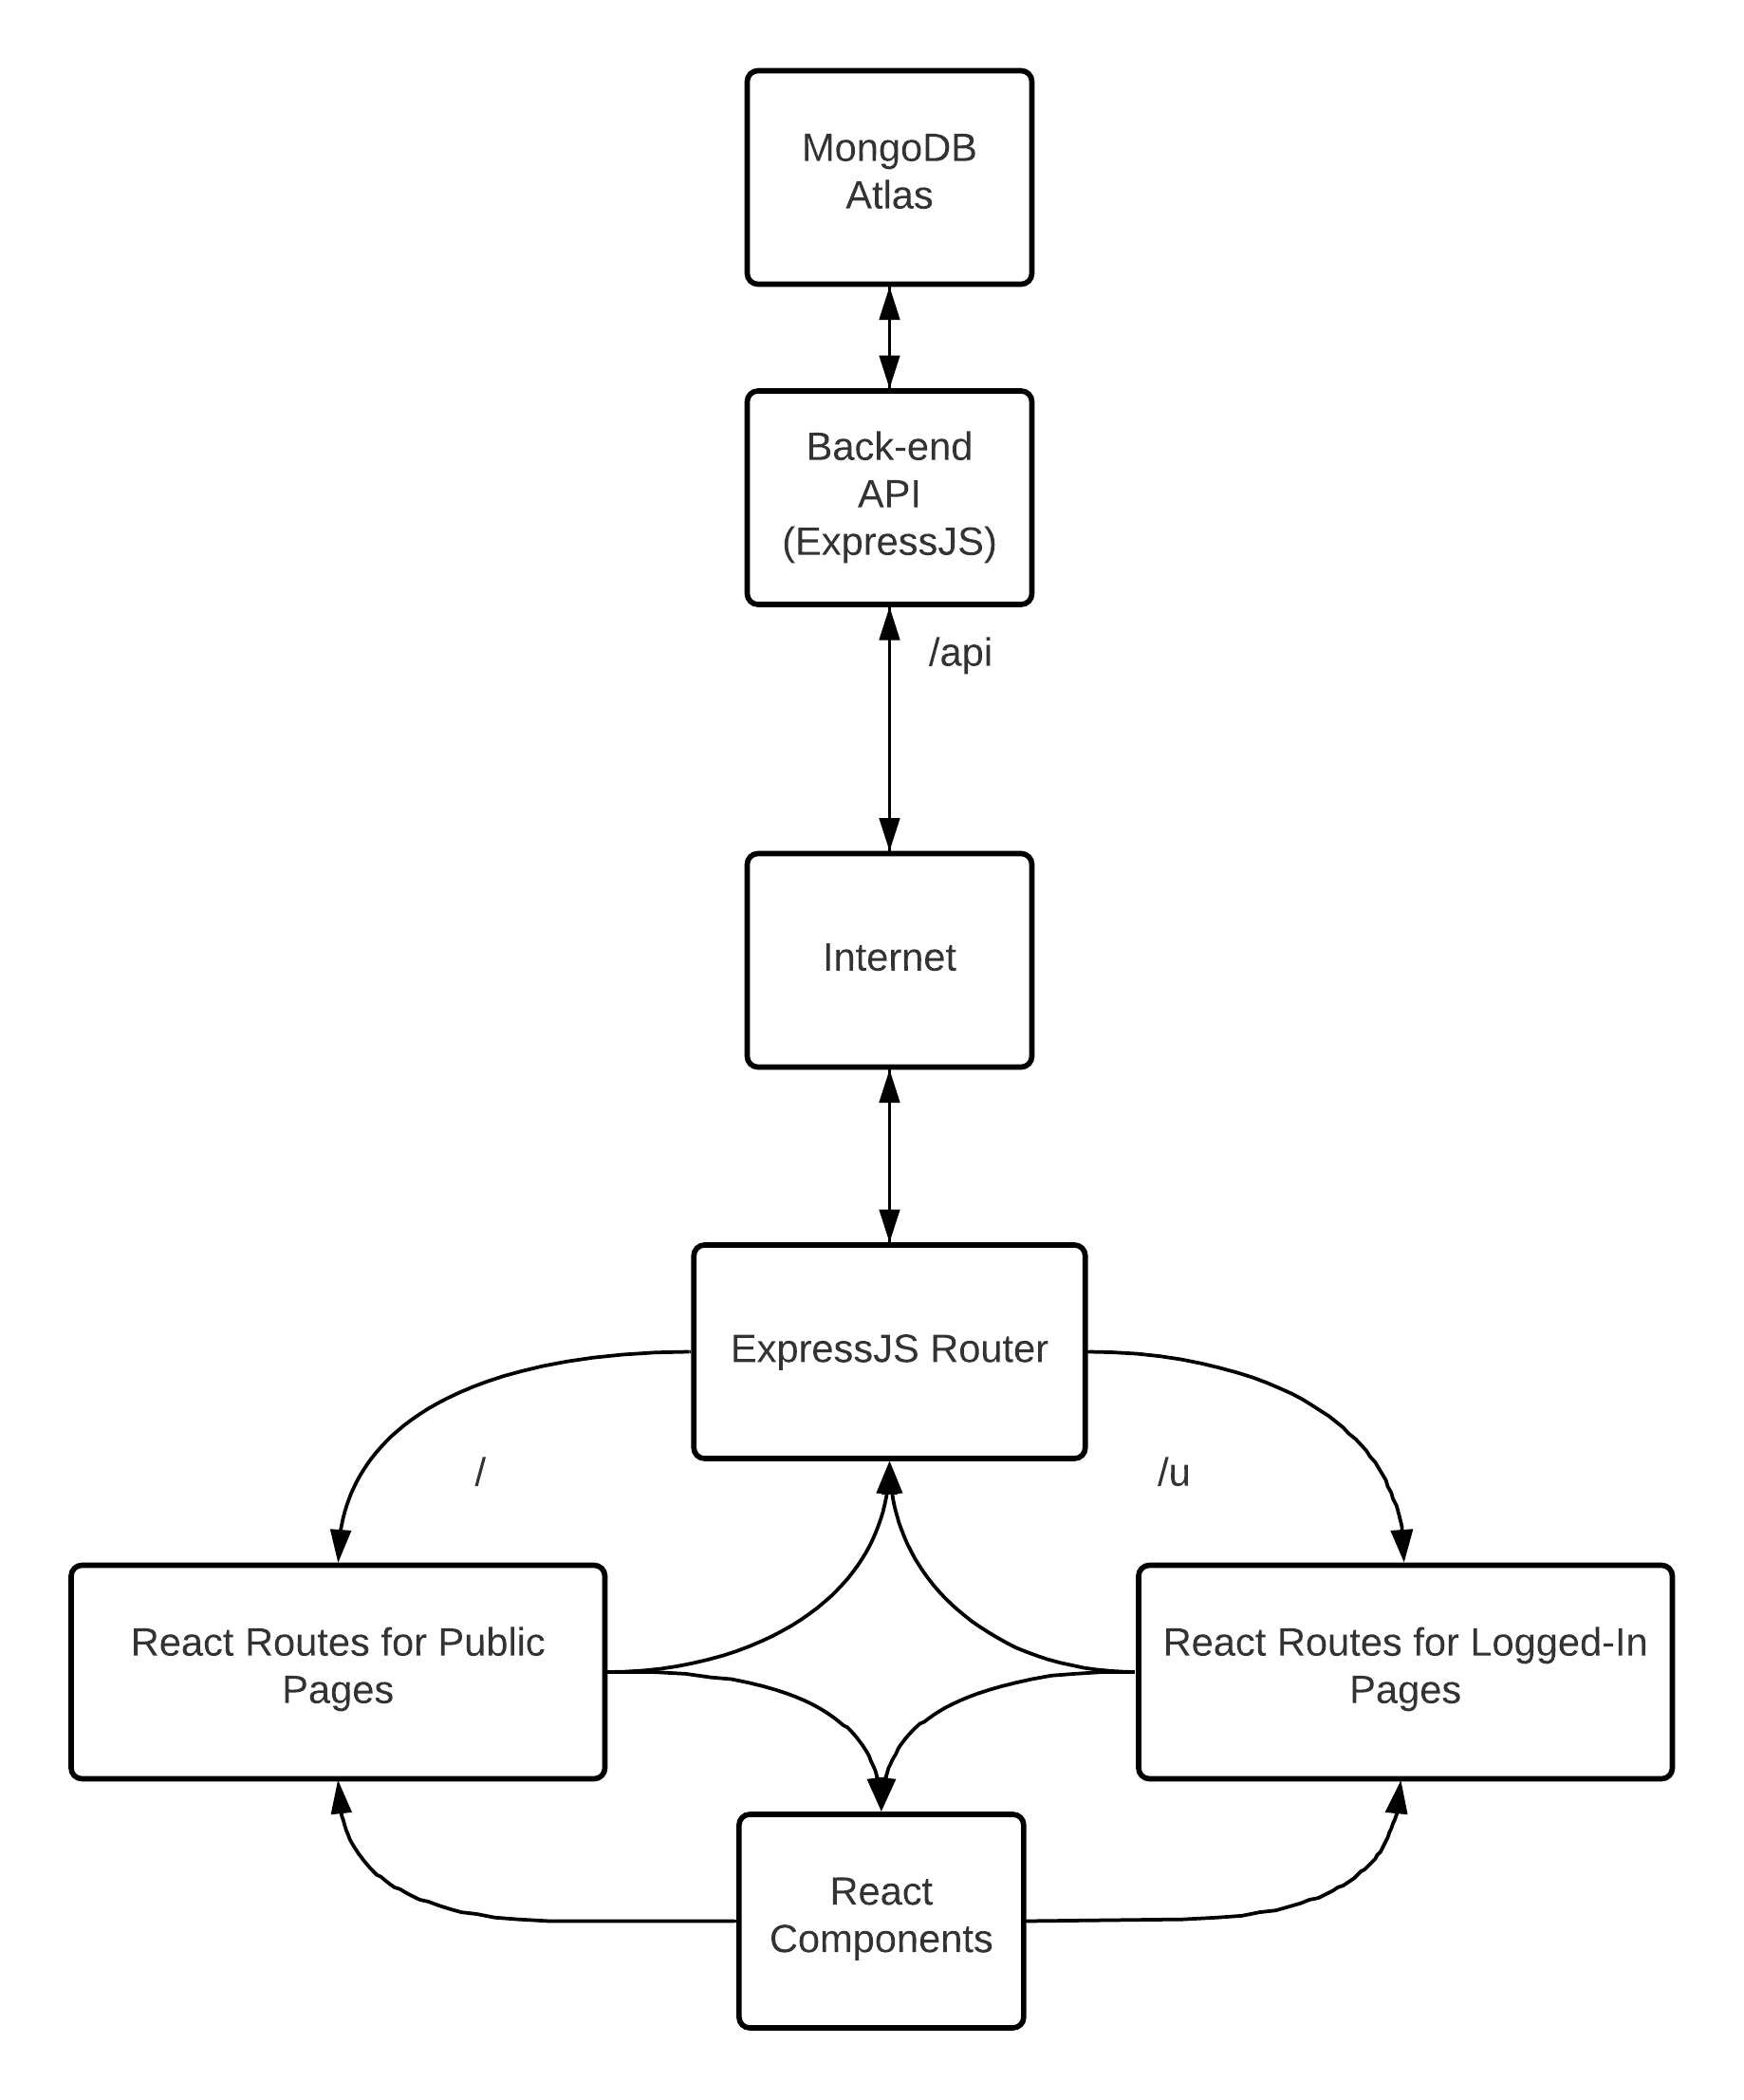 MongoDB
Atlas
Back-end
API
(ExpressJS)
/api
Internet
ExpressJS Router
/
/u
React Routes for Public
Pages
React Routes for Logged-In
Pages
React
Components